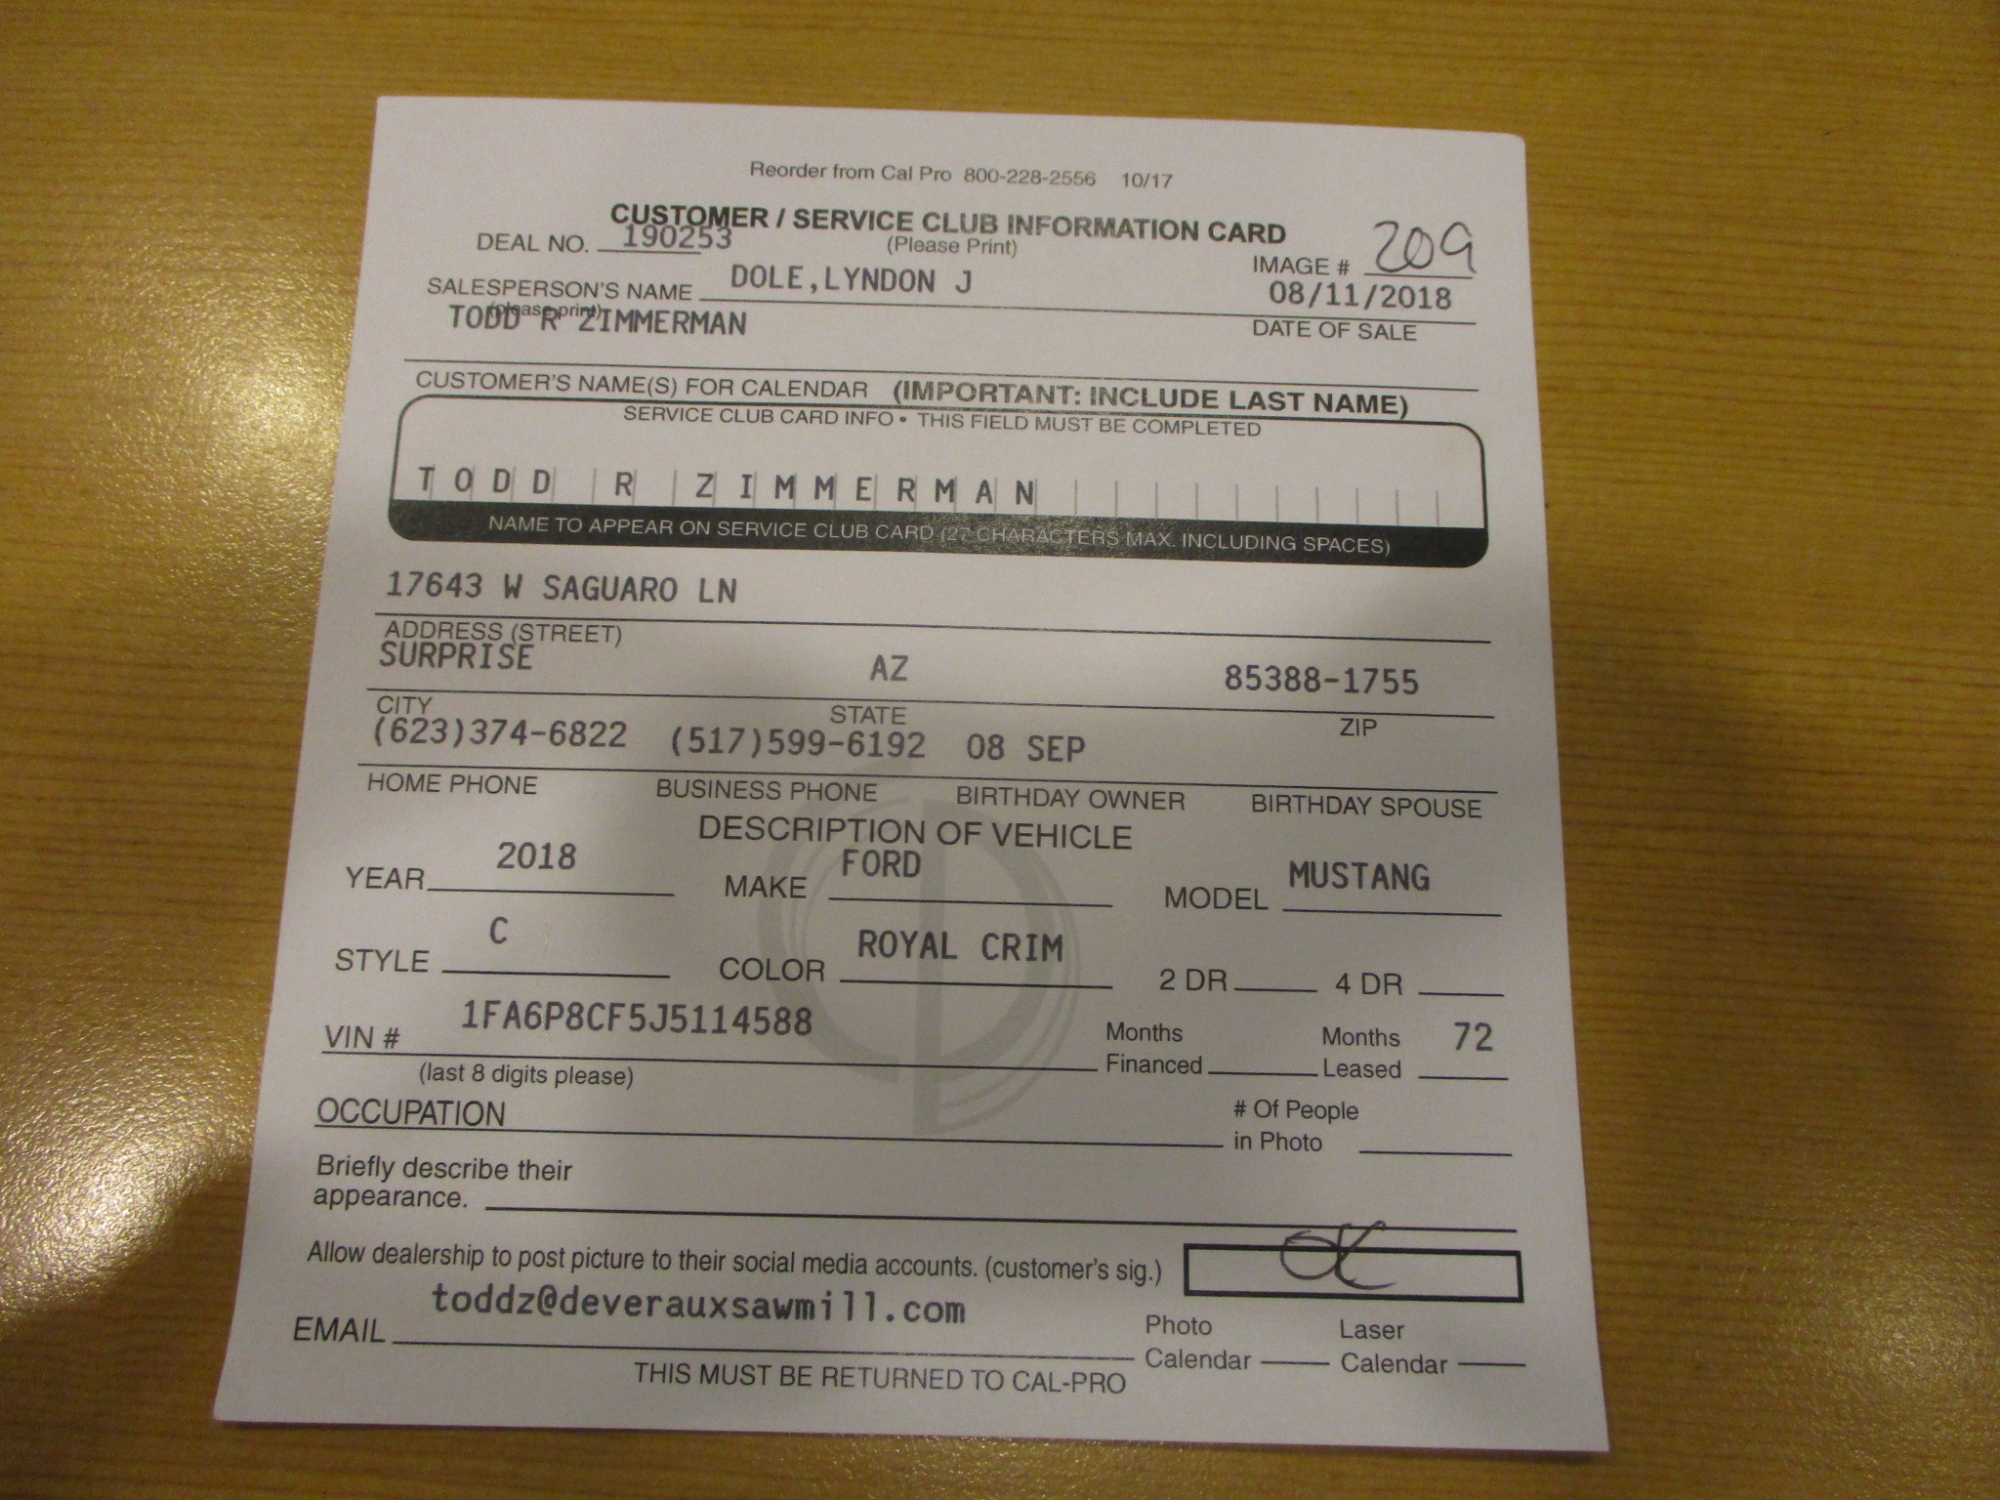 Reorder from Cal Pro 800-228-2556 10/17
CUSTOMER / SERVICE CLUB INFORMATION CARD
DEAL NO. 190253 (Please Print) IMAGE # 209
SALESPERSON'S NAME DOLE,LYNDON J 08/11/2018
(please print) DATE OF SALE
TODD R ZIMMERMAN
CUSTOMER'S NAME(S) FOR CALENDAR (IMPORTANT: INCLUDE LAST NAME)
SERVICE CLUB CARD INFO • THIS FIELD MUST BE COMPLETED
TODD R ZIMMERMAN
NAME TO APPEAR ON SERVICE CLUB CARD (27 CHARACTERS MAX. INCLUDING SPACES)
17643 W SAGUARO LN
ADDRESS (STREET)
SURPRISE AZ 85388-1755
CITY STATE ZIP
(623)374-6822 (517)599-6192 08 SEP
HOME PHONE BUSINESS PHONE BIRTHDAY OWNER BIRTHDAY SPOUSE
DESCRIPTION OF VEHICLE
YEAR 2018 MAKE FORD MODEL MUSTANG
STYLE C COLOR ROYAL CRIM 2 DR 4 DR
VIN # 1FA6P8CF5J5114588 Months Financed Months Leased 72
(last 8 digits please)
OCCUPATION # Of People in Photo
Briefly describe their
appearance.
Allow dealership to post picture to their social media accounts. (customer's sig.)
EMAIL toddz@deverauxsawmill.com Photo Calendar Laser Calendar
THIS MUST BE RETURNED TO CAL-PRO